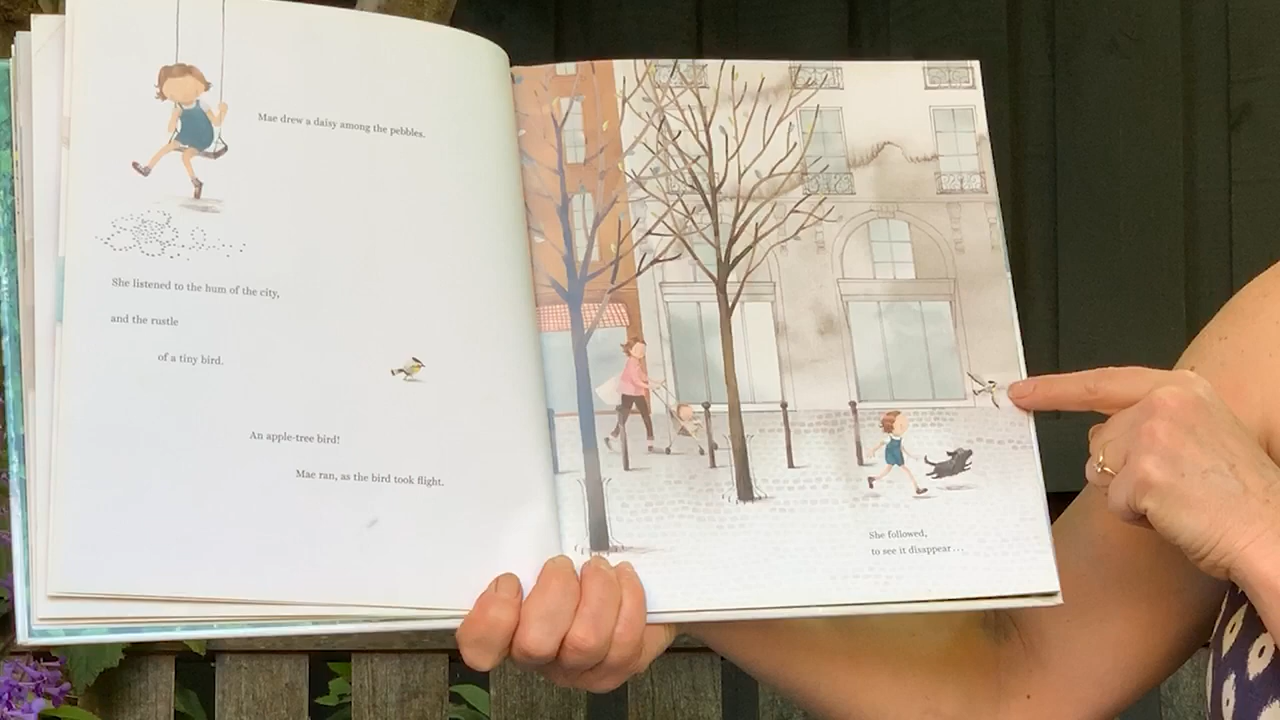 Mae drew a daisy among the pebbles.
She listened to the hum of the city,
and the rustle
of a tiny bird.
An apple-tree bird!
Mae ran, as the bird took flight.
She followed,
to see it disappear...